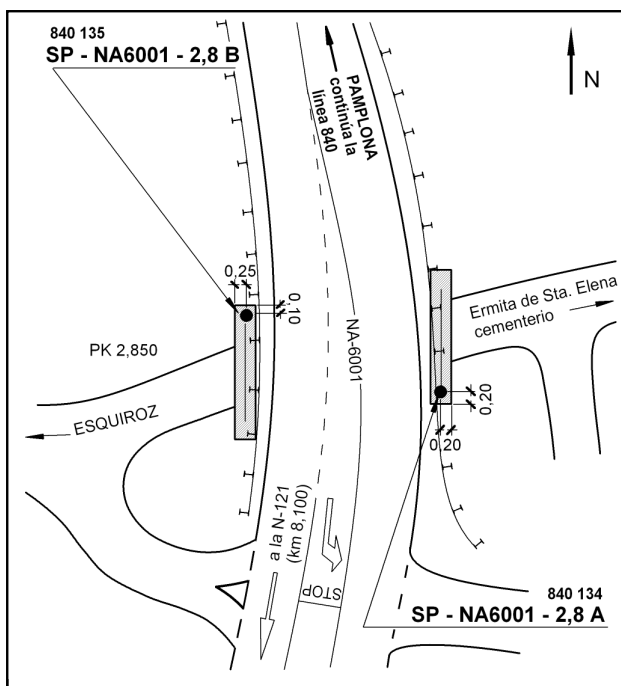 840 135
SP - NA6001 - 2,8 B
PAMPLONA
continúa la
línea 840
N
0,25
0,10
Ermita de Sta. Elena
cementerio
PK 2,850
NA-6001
ESQUIROZ
0,20
0,20
a la N-121
(km 8,100)
STOP
840 134
SP - NA6001 - 2,8 A